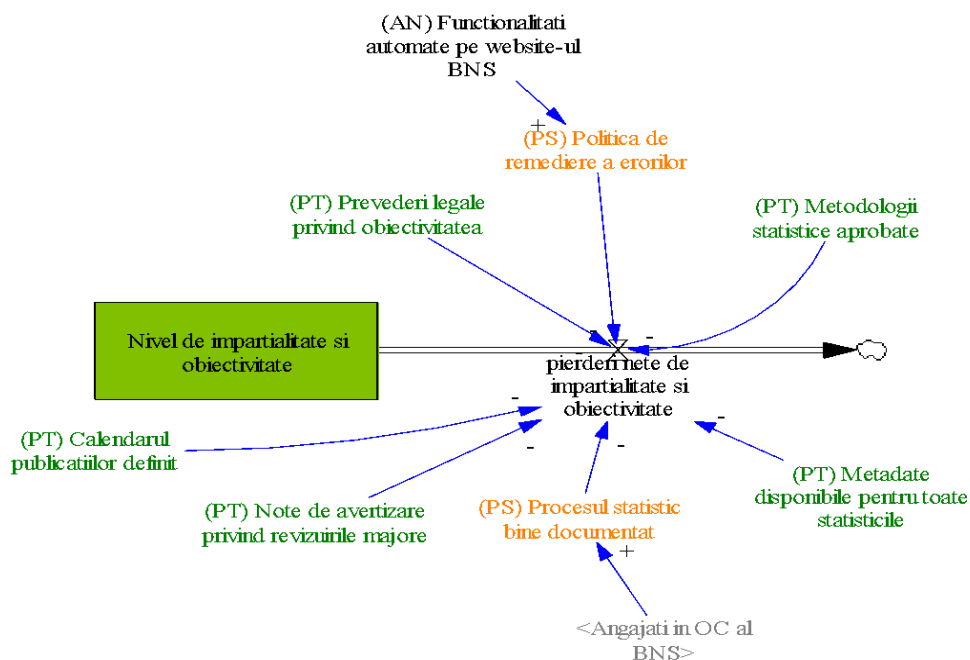 (AN) Functionalitati
automate pe website-ul
BNS
+
(PS) Politica de
remediere a erorilor
(PT) Prevederi legale
privind obiectivitatea
(PT) Metodologii
statistice aprobate
Nivel de impartialitate si
obiectivitate
-
-
-
pierderi nete de
impartialitate si
obiectivitate
-
-
-
-
(PT) Calendarul
publicatiilor definit
(PT) Note de avertizare
privind revizuirile majore
(PS) Procesul statistic
bine documentat
+
(PT) Metadate
disponibile pentru toate
statisticile
<Angajati in OC al
BNS>